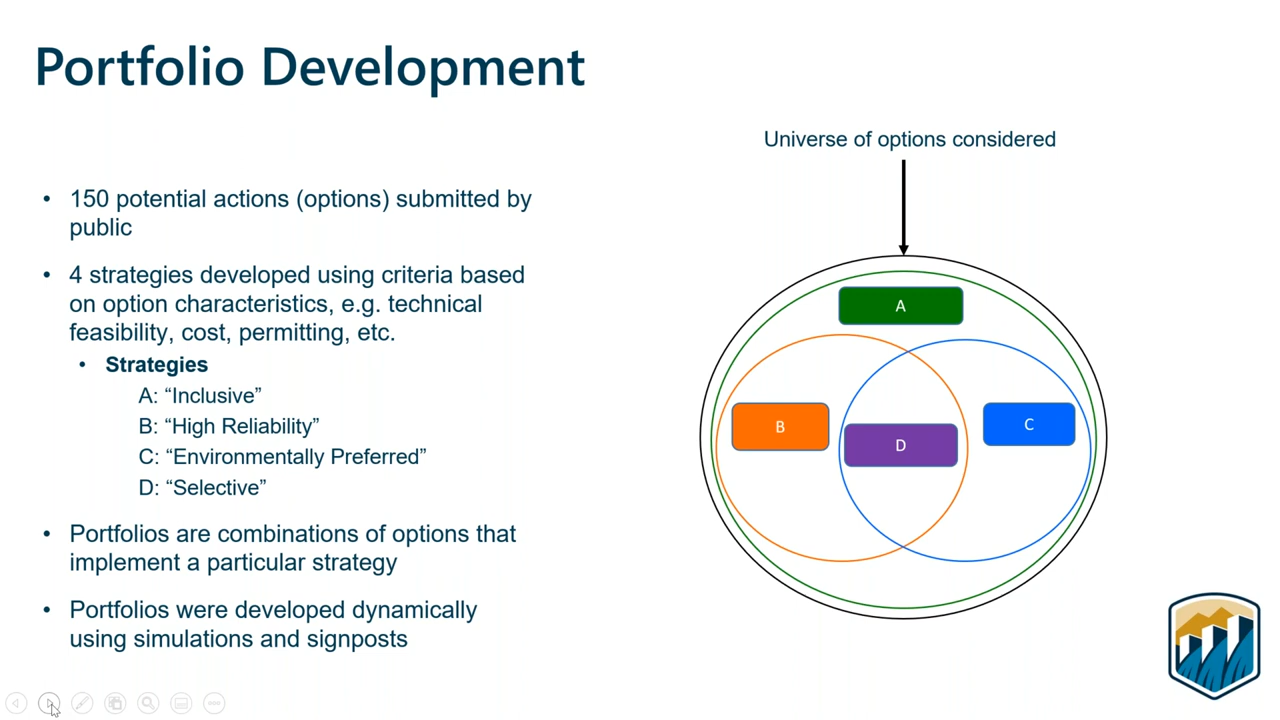 Portfolio Development
Universe of options considered
• 150 potential actions (options) submitted by
public
• 4 strategies developed using criteria based
on option characteristics, e.g. technical
feasibility, cost, permitting, etc.
• Strategies
A: “Inclusive”
B: “High Reliability”
C: “Environmentally Preferred”
D: “Selective”
• Portfolios are combinations of options that
implement a particular strategy
• Portfolios were developed dynamically
using simulations and signposts
A
B
C
D